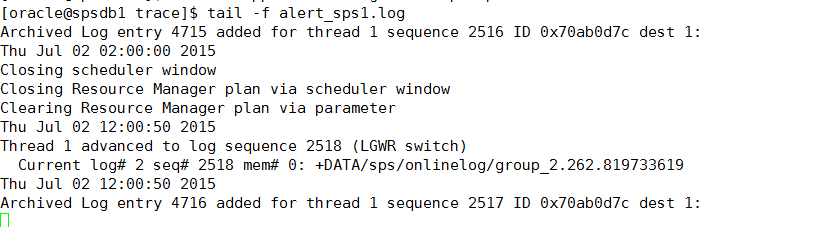 [oracle@spsdb1 trace]$ tail -f alert_sps1.log
Archived Log entry 4715 added for thread 1 sequence 2516 ID 0x70ab0d7c dest 1:
Thu Jul 02 02:00:00 2015
Closing scheduler window
Closing Resource Manager plan via scheduler window
Clearing Resource Manager plan via parameter
Thu Jul 02 12:00:50 2015
Thread 1 advanced to log sequence 2518 (LGWR switch)
  Current log# 2 seq# 2518 mem# 0: +DATA/sps/onlinelog/group_2.262.819733619
Thu Jul 02 12:00:50 2015
Archived Log entry 4716 added for thread 1 sequence 2517 ID 0x70ab0d7c dest 1: